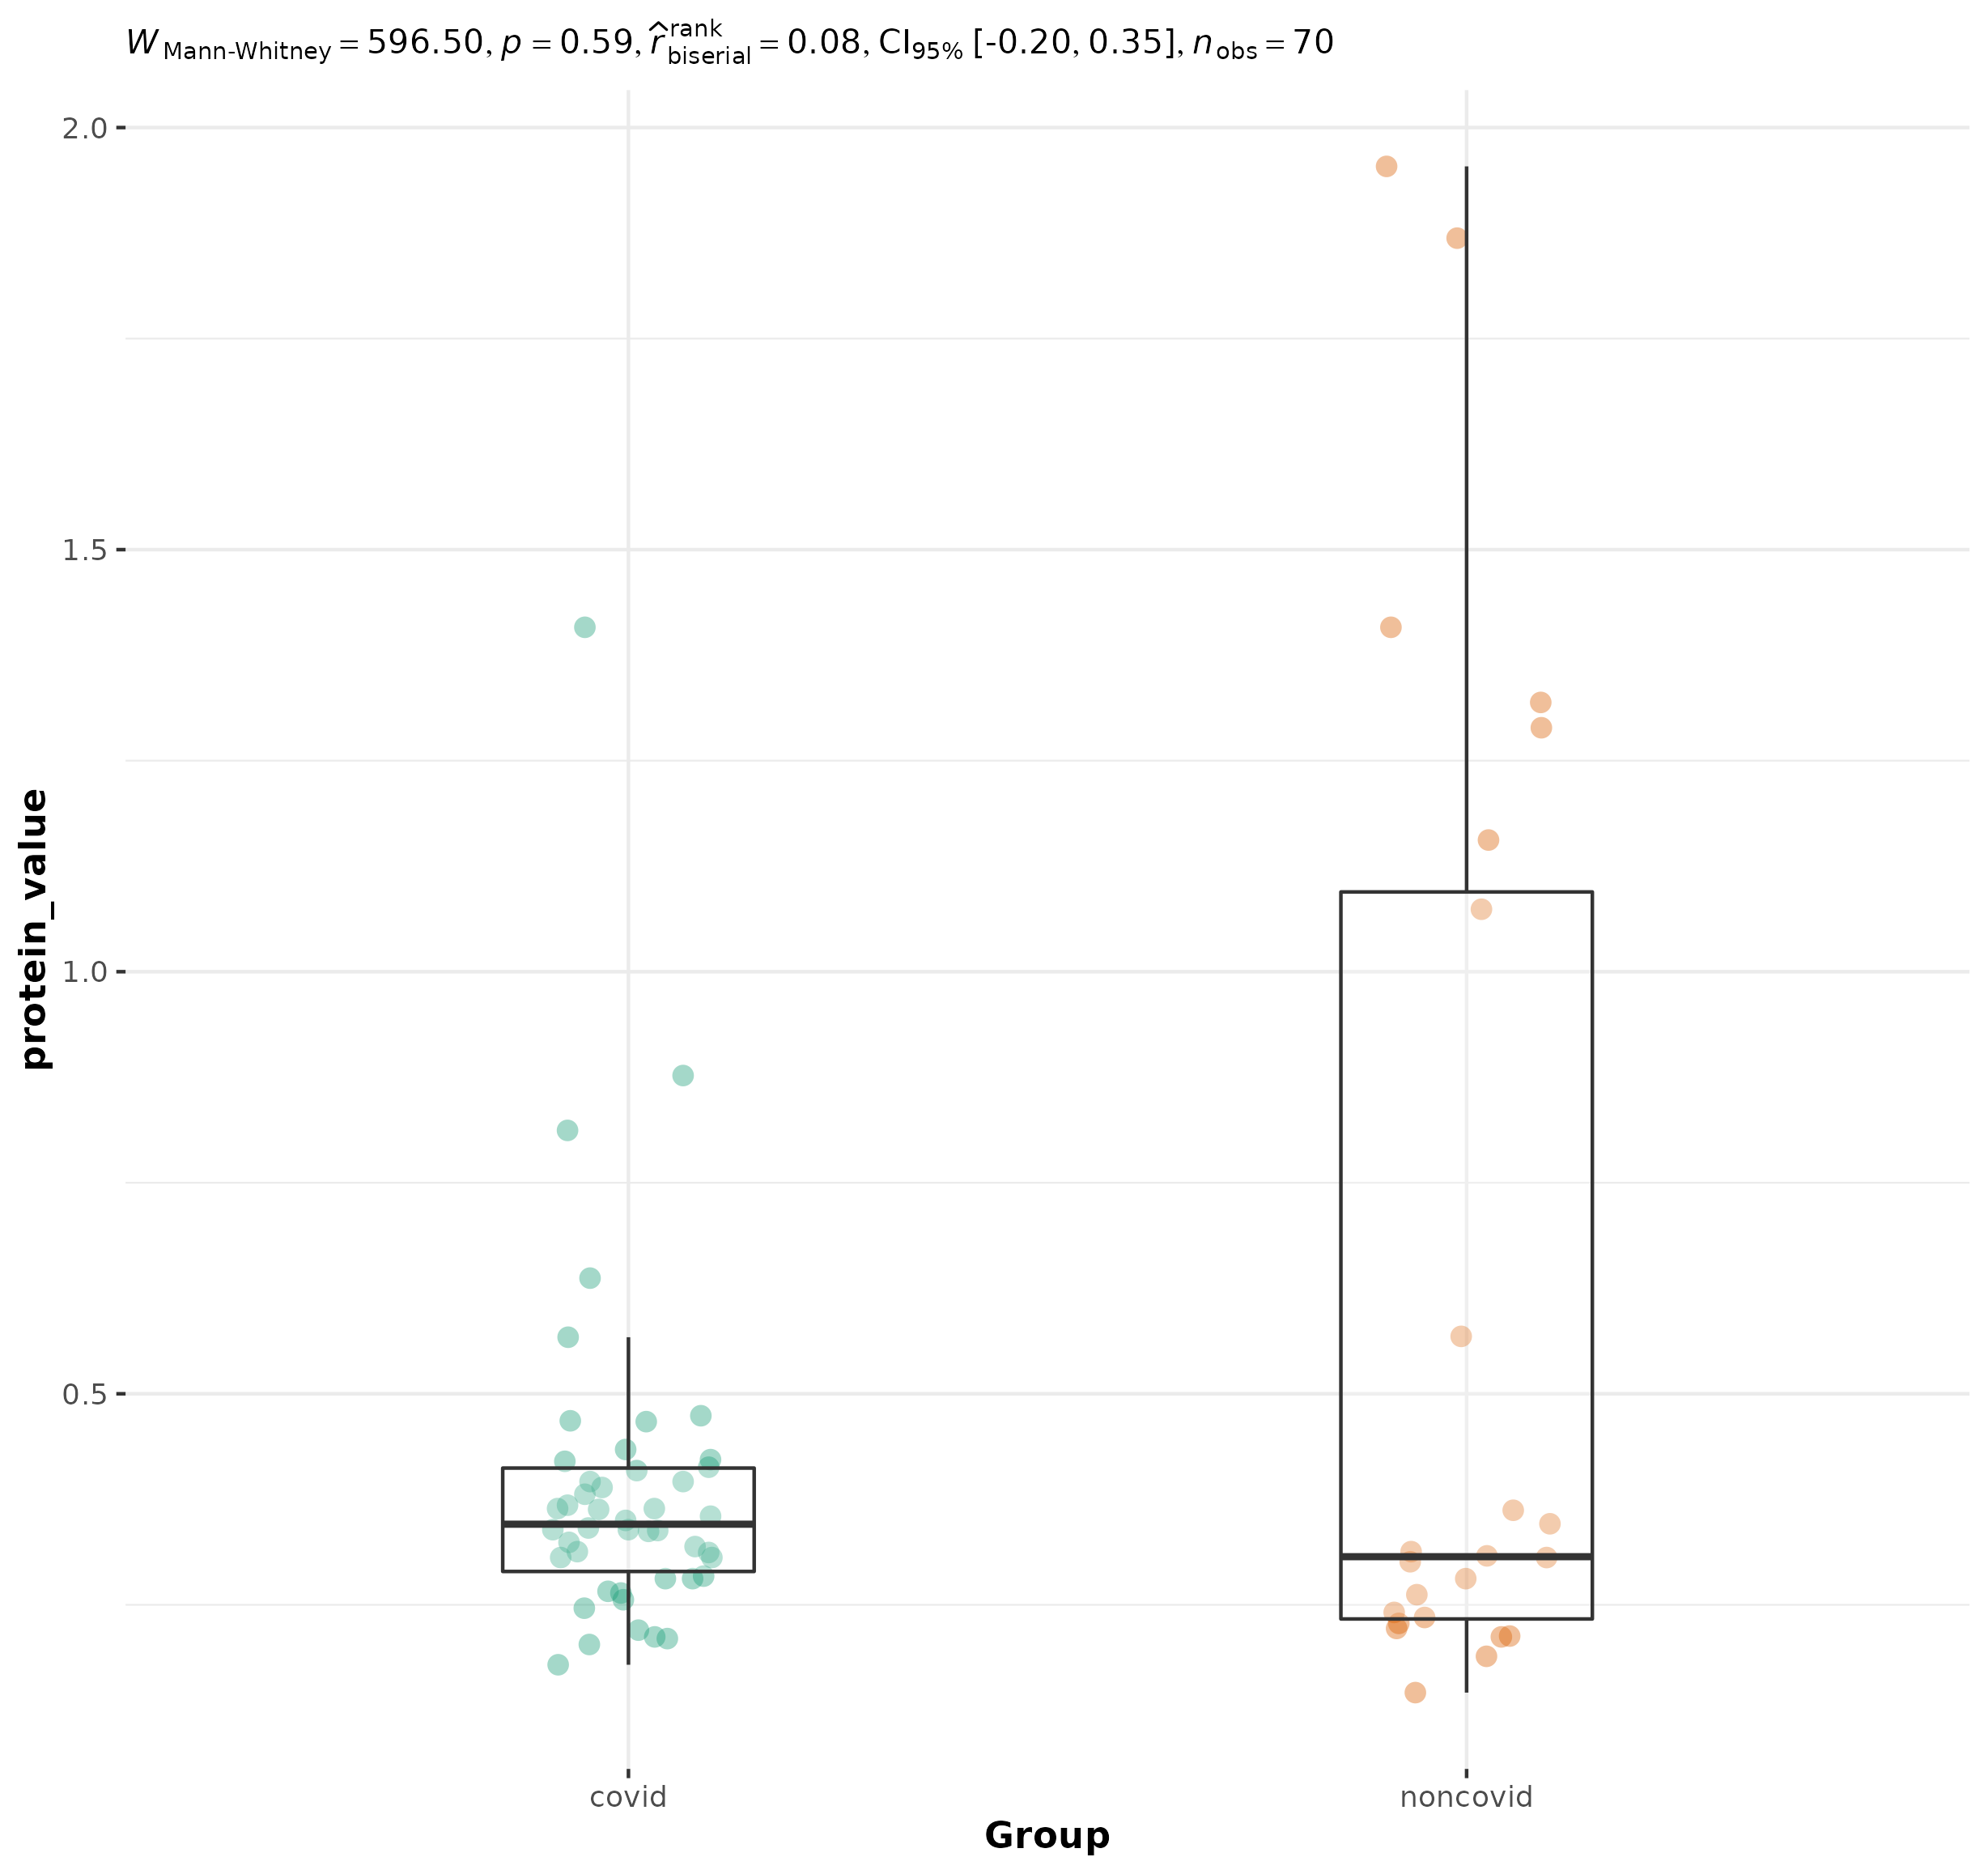 W Mann-Whitney = 596.50, p = 0.59, r̂ rank biserial = 0.08, CI95% [-0.20, 0.35], nobs = 70
2.0
1.5
1.0
0.5
protein_value
covid
noncovid
Group